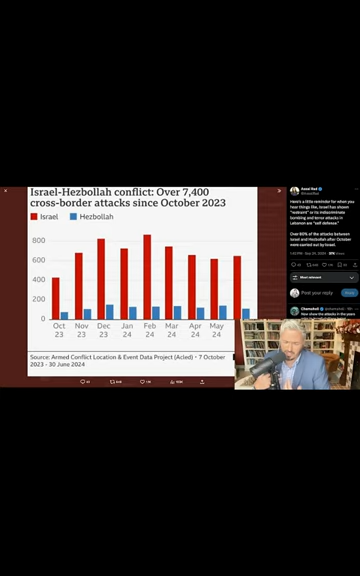 Israel-Hezbollah conflict: Over 7,400
cross-border attacks since October 2023
Israel Hezbollah
800
600
400
200
0
Oct Nov Dec Jan Feb Mar Apr May
23 23 23 24 24 24 24 24
Source: Armed Conflict Location & Event Data Project (Acled) • 7 October
2023 - 30 June 2024
Here's a little reminder for when you
hear things like, Israel has shown
"restraint" or its indiscriminate
bombing and terror attacks in
Lebanon are "self defense."
Over 80% of the attacks between
Israel and Hezbollah after October
were carried out by Israel.
Most relevant
Post your reply
Reply